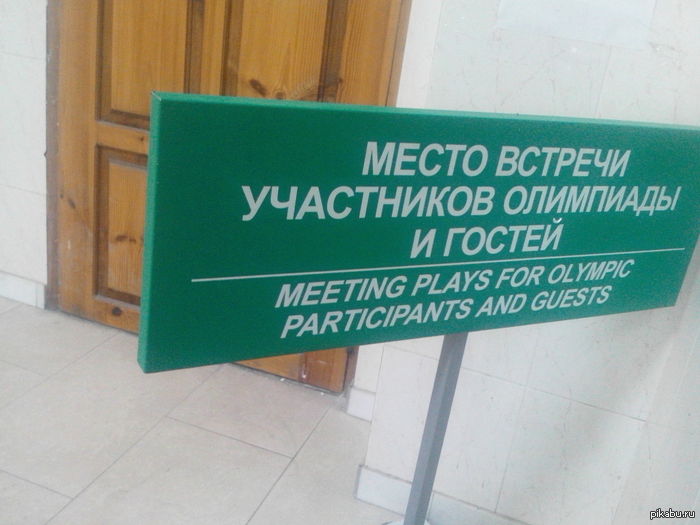 МЕСТО ВСТРЕЧИ
УЧАСТНИКОВ ОЛИМПИАДЫ
И ГОСТЕЙ
MEETING PLAYS FOR OLYMPIC
PARTICIPANTS AND GUESTS
pikabu.ru